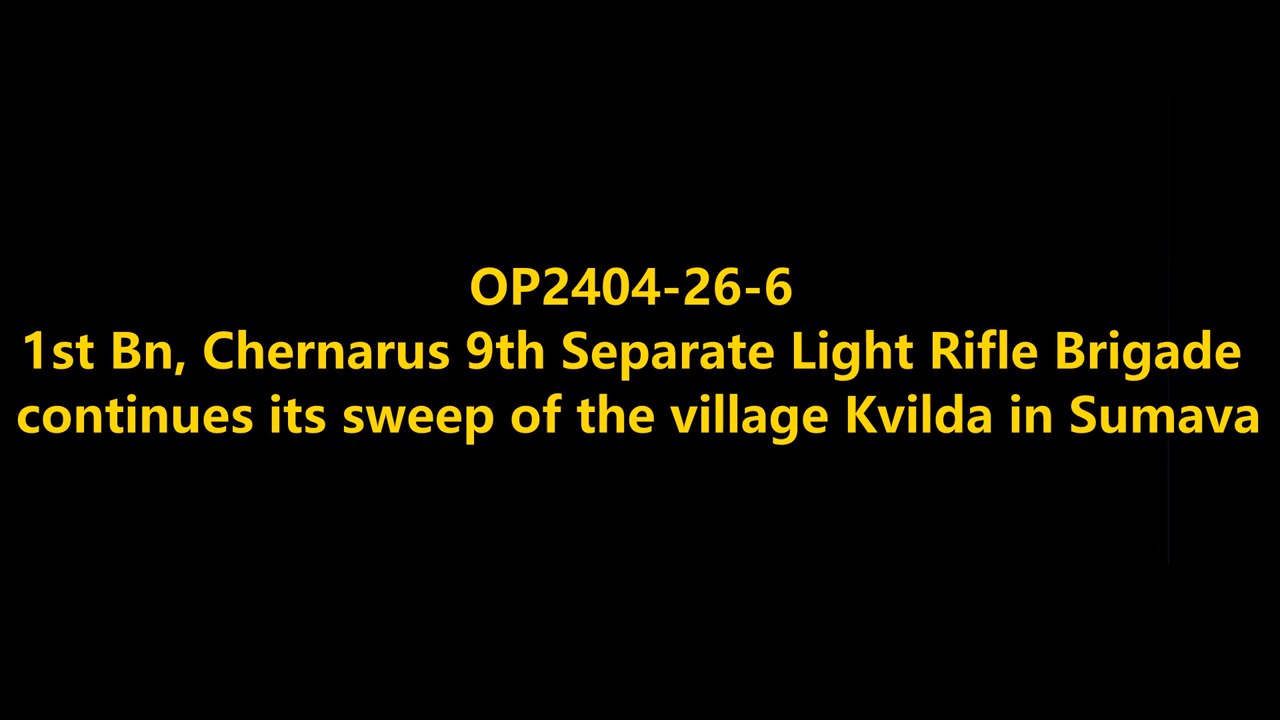 OP2404-26-6
1st Bn, Chernarus 9th Separate Light Rifle Brigade
continues its sweep of the village Kvilda in Sumava